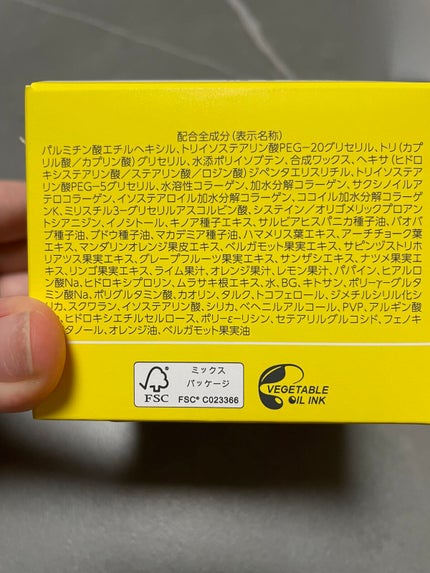 配合全成分(表示名称)
パルミチン酸エチルヘキシル、トリイソステアリン酸PEG-20グリセリル、トリ(カプ
リル酸/カプリン酸)グリセリル、水添ポリイソブテン、合成ワックス、ヘキサ(ヒドロ
キシステアリン酸/ステアリン酸/ロジン酸)ジペンタエリスリチル、トリイソステアリ
ン酸PEG-5グリセリル、水溶性コラーゲン、加水分解コラーゲン、サクシノイルア
テロコラーゲン、イソステアロイル加水分解コラーゲン、ココイル加水分解コラーゲ
ンK、ミリスチル3-グリセリルアスコルビン酸、システイン/オリゴメリックプロアン
トシアニジン、イノシトール、キノア種子エキス、サルビアヒスパニカ種子油、バオバ
ブ種子油、ブドウ種子油、マカデミア種子油、ハマメリス葉エキス、アーチチョーク葉
エキス、マンダリンオレンジ果皮エキス、ベルガモット果実エキス、サピンヅストリホ
リアツス果実エキス、グレープフルーツ果実エキス、サンザシエキス、ナツメ果実エ
キス、リンゴ果実エキス、ライム果汁、オレンジ果汁、レモン果汁、パパイン、ヒアルロ
ン酸Na、ヒドロキシプロリン、ムラサキ根エキス、水、BG、キトサン、ポリ-γ-グルタ
ミン酸Na、ポリグルタミン酸、カオリン、タルク、トコフェロール、ジメチルシリル化シ
リカ、スクワラン、イソステアリン酸、シリカ、ベヘニルアルコール、PVP、アルギン酸
ヒドロキシエチルセルロース、ポリ-ε-リシン、セテアリルグルコシド、フェノキ
タノール、オレンジ油、ベルガモット果実油
FSC
ミックス
パッケージ
FSC® C023366
VEGETABLE
OIL INK